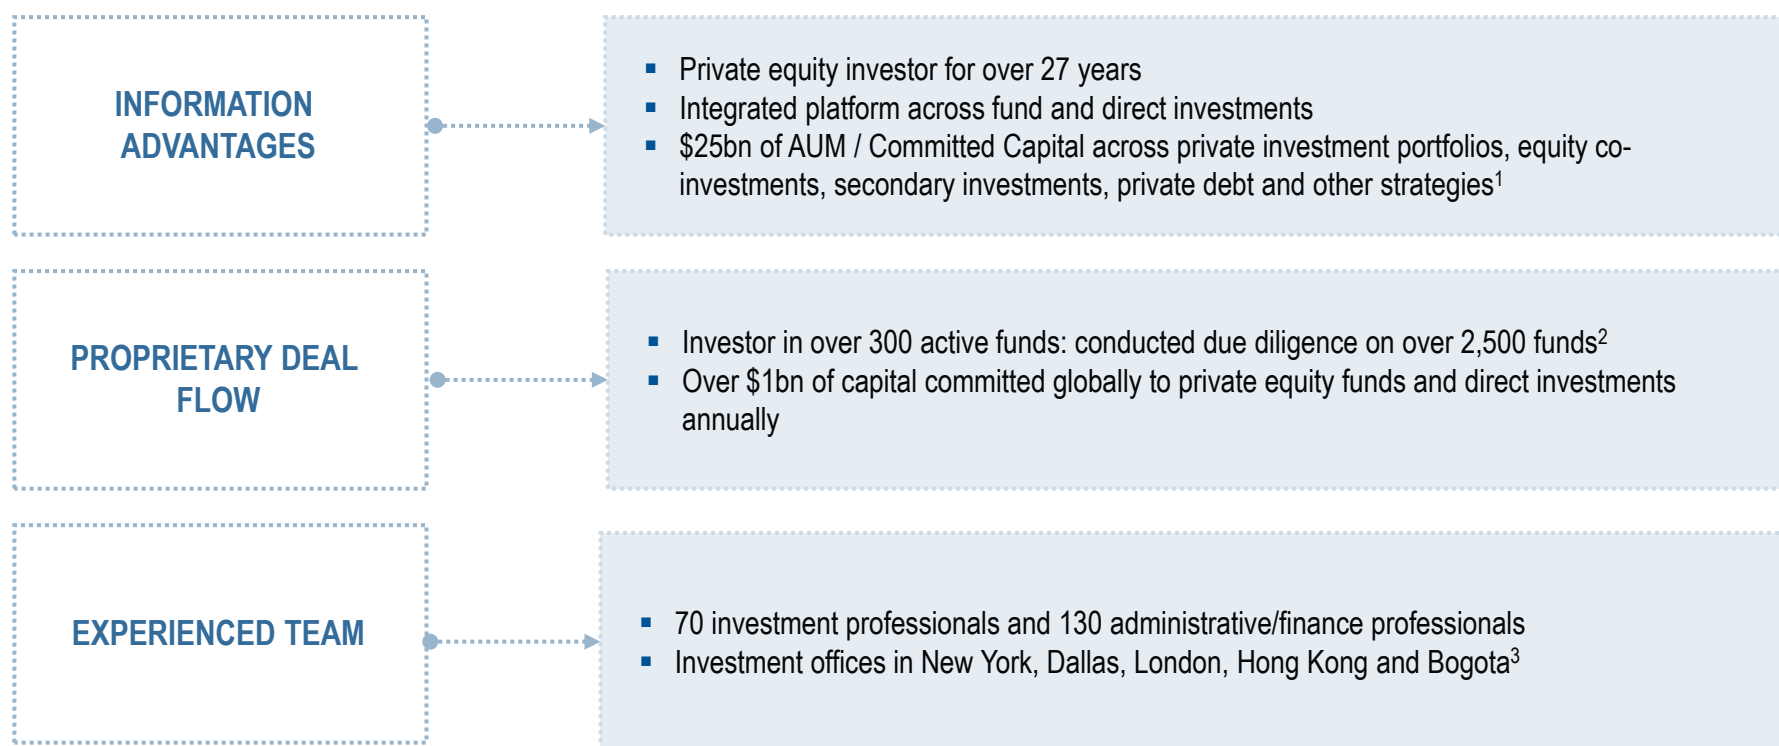 INFORMATION
ADVANTAGES
▪ Private equity investor for over 27 years
▪ Integrated platform across fund and direct investments
▪ $25bn of AUM / Committed Capital across private investment portfolios, equity co-
investments, secondary investments, private debt and other strategies¹
PROPRIETARY DEAL
FLOW
▪ Investor in over 300 active funds: conducted due diligence on over 2,500 funds²
▪ Over $1bn of capital committed globally to private equity funds and direct investments
annually
EXPERIENCED TEAM
▪ 70 investment professionals and 130 administrative/finance professionals
▪ Investment offices in New York, Dallas, London, Hong Kong and Bogota³